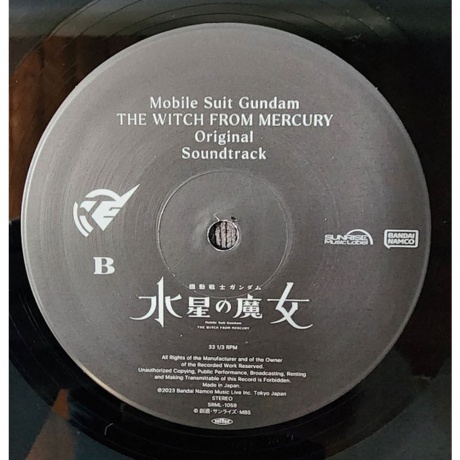 Mobile Suit Gundam
THE WITCH FROM MERCURY
Original
Soundtrack
B
SUNRISE
Music Label
BANDAI
NAMCO
機動戦士ガンダム
水星の魔女
Mobile Suit Gundam
THE WITCH FROM MERCURY
33 1/3 RPM
All Rights of the Manufacturer and of the Owner
of the Recorded Work Reserved.
Unauthorized Copying, Public Performance, Broadcasting, Renting
and Making Transmittable of this Record is Forbidden.
Made in Japan
℗2023 Bandai Namco Music Live Inc. Tokyo Japan
STEREO
SRML-1059
© 創通・サンライズ・MBS